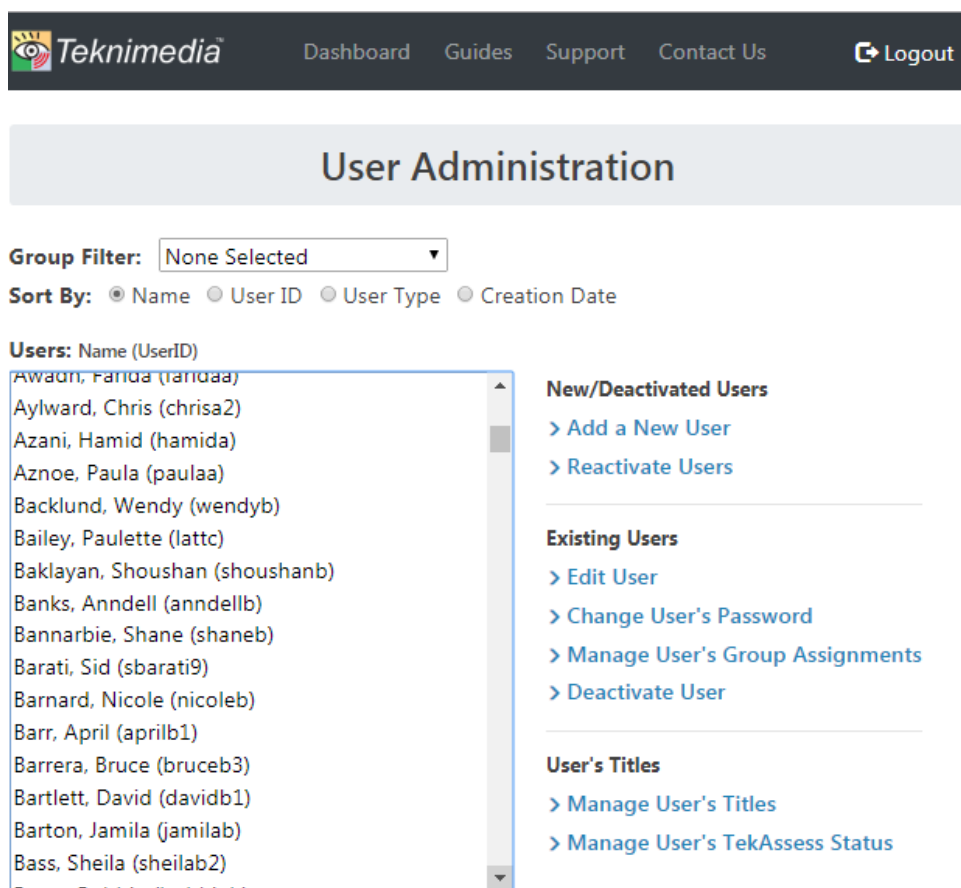 Teknimedia™ Dashboard Guides Support Contact Us Logout
User Administration
Group Filter: None Selected
Sort By: Name User ID User Type Creation Date
Users: Name (UserID)
Awadh, Farida (faridaa)
Aylward, Chris (chrisa2)
Azani, Hamid (hamida)
Aznoe, Paula (paulaa)
Backlund, Wendy (wendyb)
Bailey, Paulette (lattc)
Baklayan, Shoushan (shoushanb)
Banks, Anndell (anndellb)
Bannarbie, Shane (shaneb)
Barati, Sid (sbarati9)
Barnard, Nicole (nicoleb)
Barr, April (aprilb1)
Barrera, Bruce (bruceb3)
Bartlett, David (davidb1)
Barton, Jamila (jamilab)
Bass, Sheila (sheilab2)
New/Deactivated Users
Add a New User
Reactivate Users
Existing Users
Edit User
Change User's Password
Manage User's Group Assignments
Deactivate User
User's Titles
Manage User's Titles
Manage User's TekAssess Status